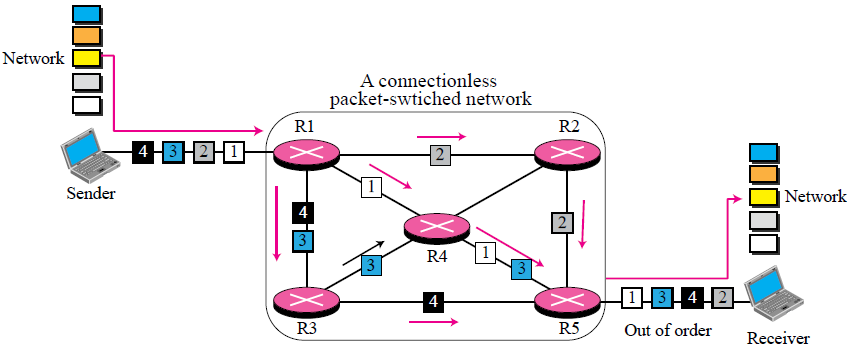 Network
A connectionless
packet-swtiched network
R1
R2
2
4 3 2 1
Sender
1
Network
4
3
2
R4
1
3
3
4
1 3 4 2
R3
R5
Out of order
Receiver